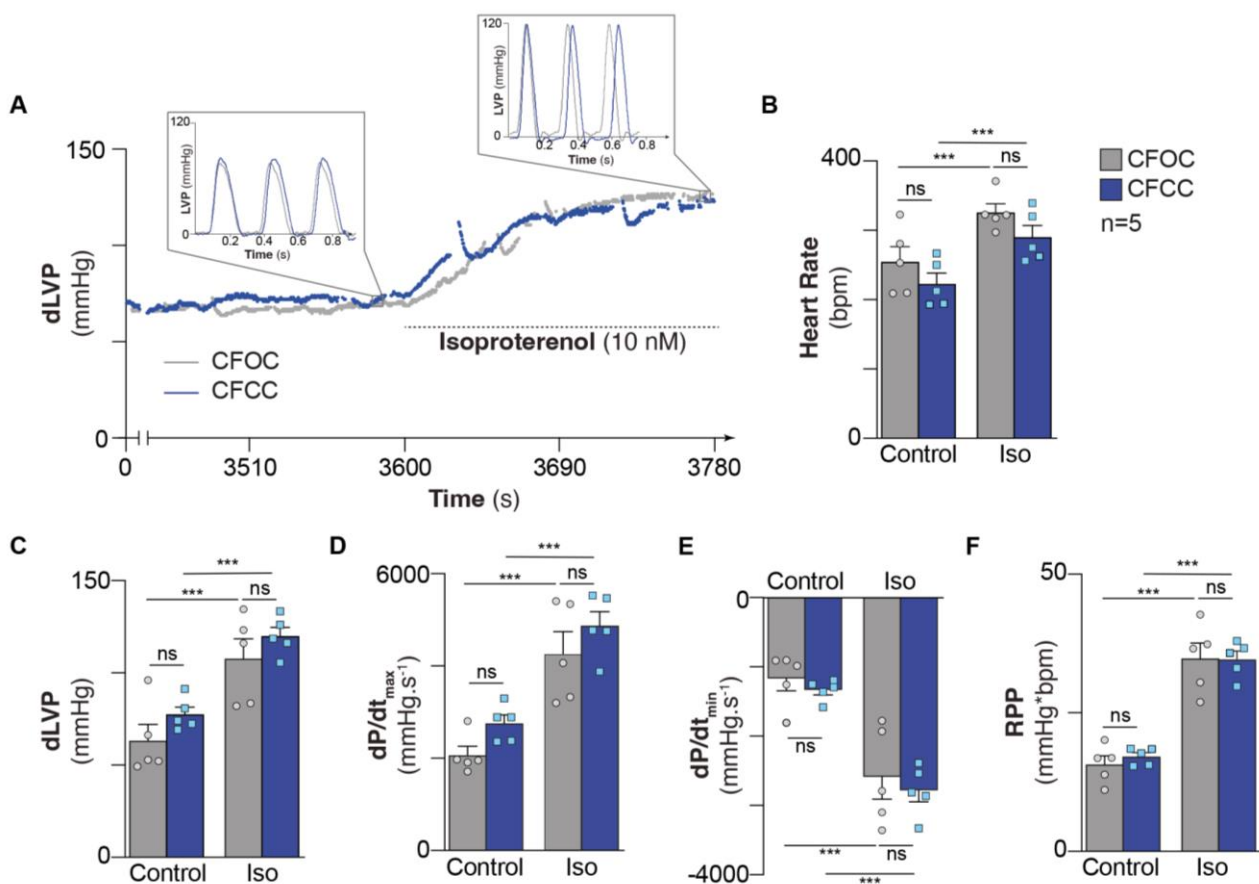 A
120
LVP (mmHg)
0.2 0.4 0.6 0.8
Time (s)
120
LVP (mmHg)
0
0.2 0.4 0.6 0.8
Time (s)
150
dLVP
(mmHg)
0
CFOC
CFCC
Isoproterenol (10 nM)
0 3510 3600 3690 3780
Time (s)
B
400
Heart Rate
(bpm)
0
***
***
ns
ns
Control Iso
CFOC
CFCC
n=5
C
150
dLVP
(mmHg)
0
***
***
ns
ns
Control Iso
D
6000
dP/dtmax
(mmHg.s-1)
0
***
***
ns
ns
Control Iso
E
Control Iso
0
dP/dtmin
(mmHg.s-1)
-4000
ns
***
ns
***
F
50
RPP
(mmHg*bpm)
0
***
***
ns
ns
Control Iso